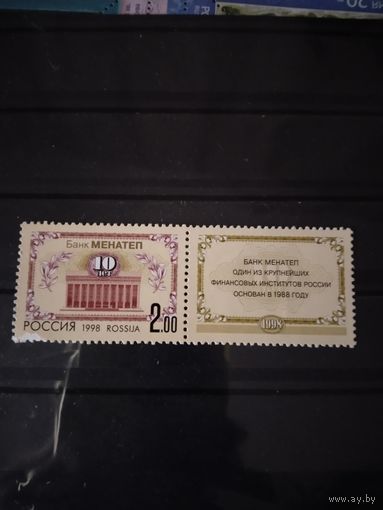 Банк МЕНАТЕП
10
ЛЕТ
РОССИЯ 1998 ROSSIJA 2.00
БАНК МЕНАТЕП
ОДИН ИЗ КРУПНЕЙШИХ
ФИНАНСОВЫХ ИНСТИТУТОВ РОССИИ
ОСНОВАН В 1988 ГОДУ
1998
www.ay.by